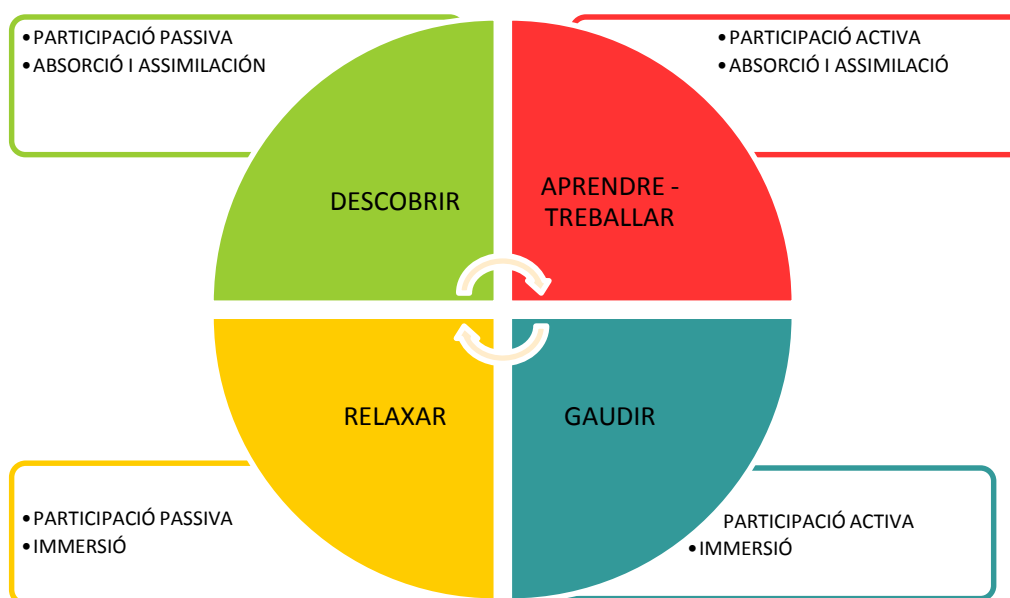 •PARTICIPACIÓ PASSIVA
•ABSORCIÓ I ASSIMILACIÓN
•PARTICIPACIÓ ACTIVA
•ABSORCIÓ I ASSIMILACIÓ
DESCOBRIR
APRENDRE -
TREBALLAR
RELAXAR
GAUDIR
•PARTICIPACIÓ PASSIVA
•IMMERSIÓ
PARTICIPACIÓ ACTIVA
•IMMERSIÓ